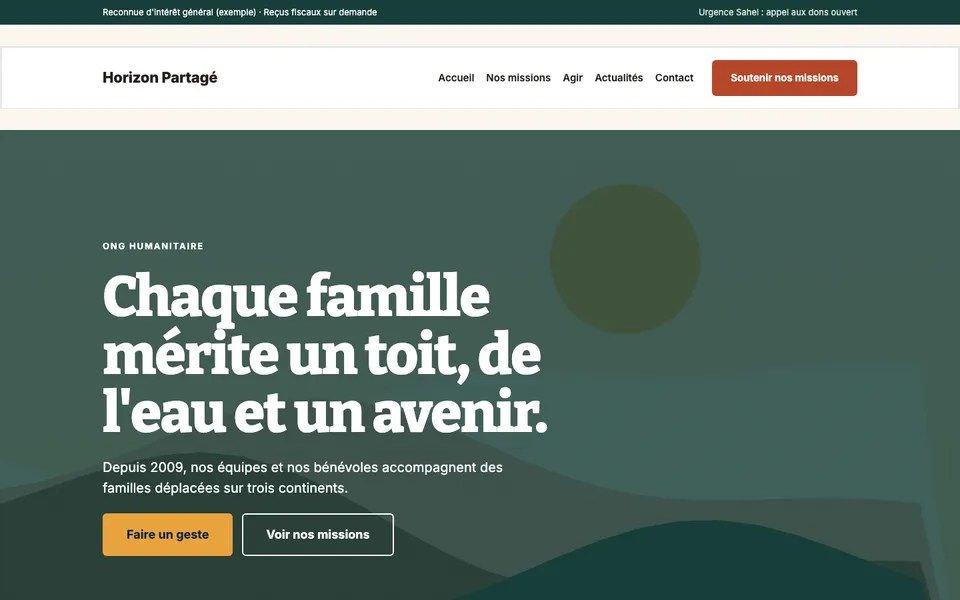 Reconnue d'intérêt général (exemple) · Reçus fiscaux sur demande
Urgence Sahel : appel aux dons ouvert
Horizon Partagé
Accueil
Nos missions
Agir
Actualités
Contact
Soutenir nos missions
ONG HUMANITAIRE
Chaque famille
mérite un toit, de
l'eau et un avenir.
Depuis 2009, nos équipes et nos bénévoles accompagnent des
familles déplacées sur trois continents.
Faire un geste
Voir nos missions